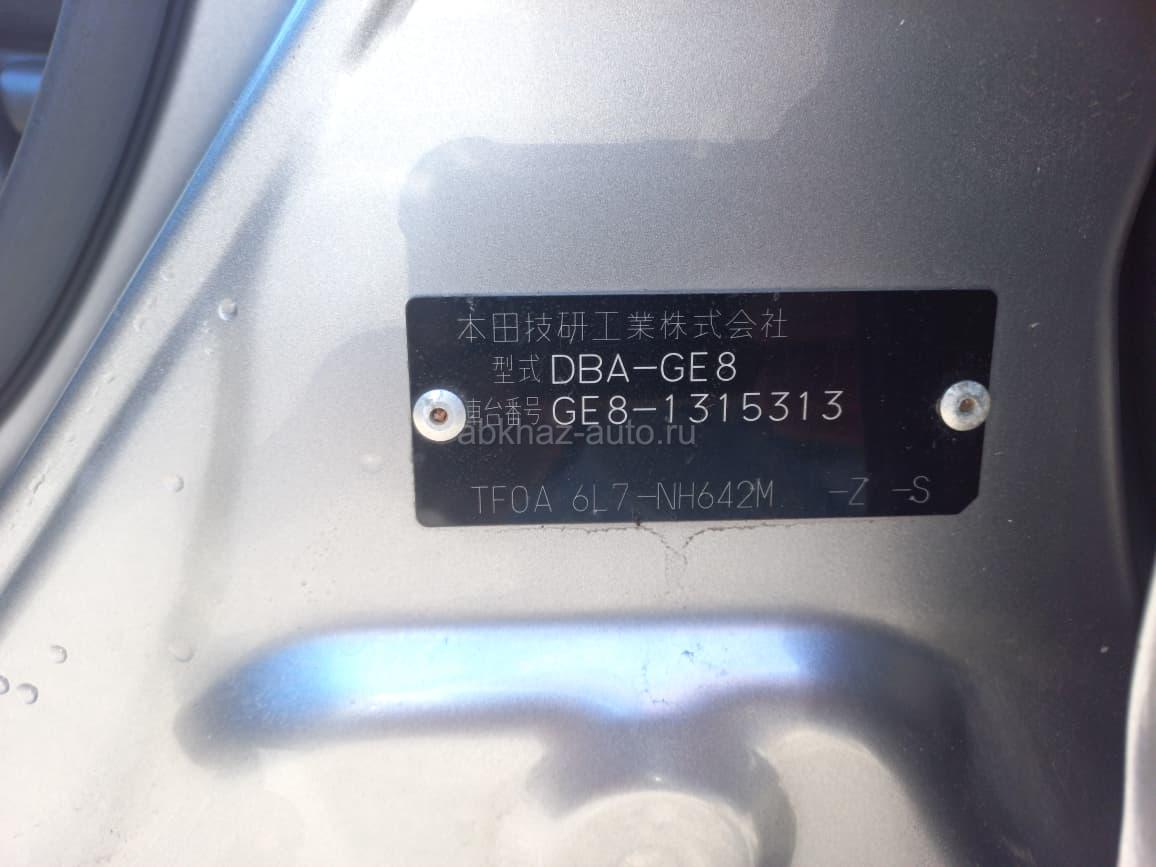 本田技研工業株式会社
型式 DBA-GE8
車台番号 GE8-1315313
abkhaz-auto.ru
TF0A 6L7-NH642M -Z -S